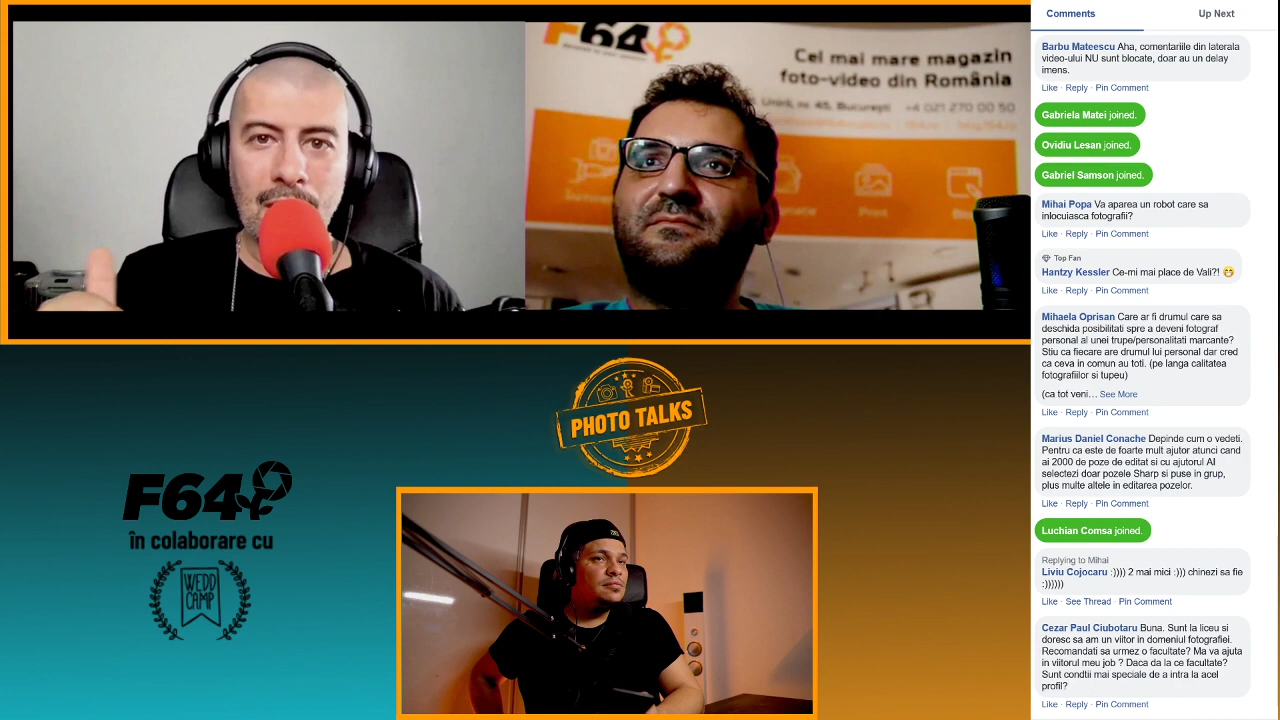 F64
Cel mai mare magazin
foto-video din România
Unirii, nr. 45, București +4 021 270 00 50
Print
PHOTO TALKS
F64
în colaborare cu
WEDD
CAMP
Comments
Up Next
Barbu Mateescu Aha, comentariile din laterala
video-ului NU sunt blocate, doar au un delay
imens.
Like · Reply · Pin Comment
Gabriela Matei joined.
Ovidiu Lesan joined.
Gabriel Samson joined.
Mihai Popa Va aparea un robot care sa
inlocuiasca fotografii?
Like · Reply · Pin Comment
Top Fan
Hantzy Kessler Ce-mi mai place de Vali?! 😁
Like · Reply · Pin Comment
Mihaela Oprisan Care ar fi drumul care sa
deschida posibilitati spre a deveni fotograf
personal al unei trupe/personalitati marcante?
Stiu ca fiecare are drumul lui personal dar cred
ca ceva in comun au toti. (pe langa calitatea
fotografiilor si tupeu)
(ca tot veni... See More
Like · Reply · Pin Comment
Marius Daniel Conache Depinde cum o vedeti.
Pentru ca este de foarte mult ajutor atunci cand
ai 2000 de poze de editat si cu ajutorul AI
selectezi doar pozele Sharp si puse in grup,
plus multe altele in editarea pozelor.
Like · Reply · Pin Comment
Luchian Comsa joined.
Replying to Mihai
Liviu Cojocaru :)))) 2 mai mici :))) chinezi sa fie
:))))))
Like · See Thread · Pin Comment
Cezar Paul Ciubotaru Buna. Sunt la liceu si
doresc sa am un viitor in domeniul fotografiei.
Recomandati sa urmez o facultate? Ma va ajuta
in viitorul meu job ? Daca da la ce facultate?
Sunt condtii mai speciale de a intra la acel
profil?
Like · Reply · Pin Comment